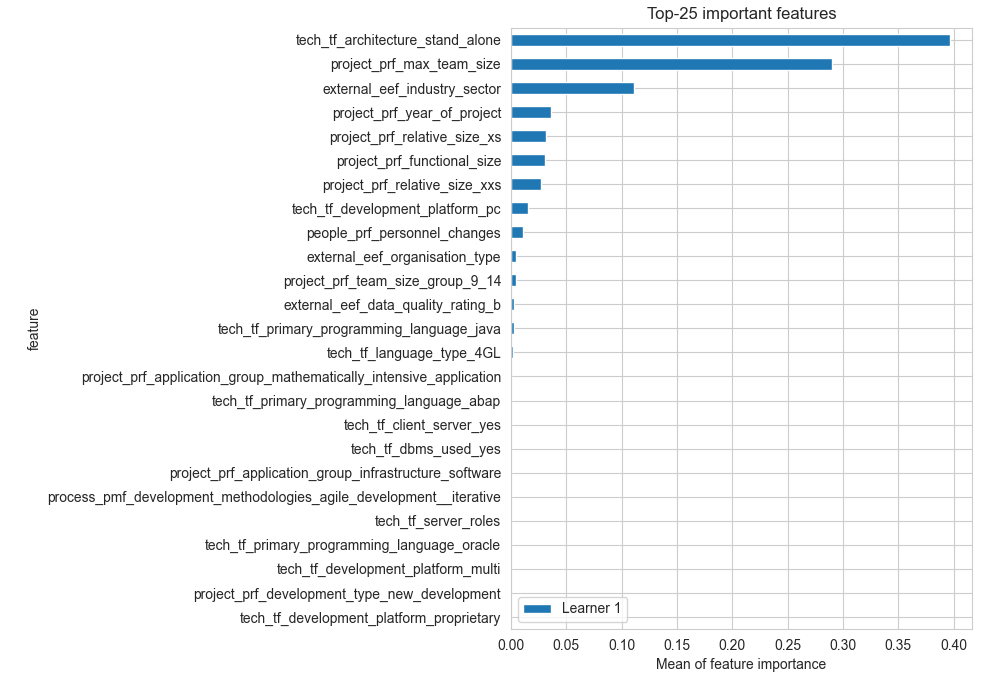 Top-25 important features
tech_tf_architecture_stand_alone
project_prf_max_team_size
external_eef_industry_sector
project_prf_year_of_project
project_prf_relative_size_xs
project_prf_functional_size
project_prf_relative_size_xxs
tech_tf_development_platform_pc
people_prf_personnel_changes
external_eef_organisation_type
project_prf_team_size_group_9_14
external_eef_data_quality_rating_b
tech_tf_primary_programming_language_java
tech_tf_language_type_4GL
project_prf_application_group_mathematically_intensive_application
tech_tf_primary_programming_language_abap
tech_tf_client_server_yes
tech_tf_dbms_used_yes
project_prf_application_group_infrastructure_software
process_pmf_development_methodologies_agile_development__iterative
tech_tf_server_roles
tech_tf_primary_programming_language_oracle
tech_tf_development_platform_multi
project_prf_development_type_new_development
tech_tf_development_platform_proprietary
feature
Learner 1
0.00 0.05 0.10 0.15 0.20 0.25 0.30 0.35 0.40
Mean of feature importance